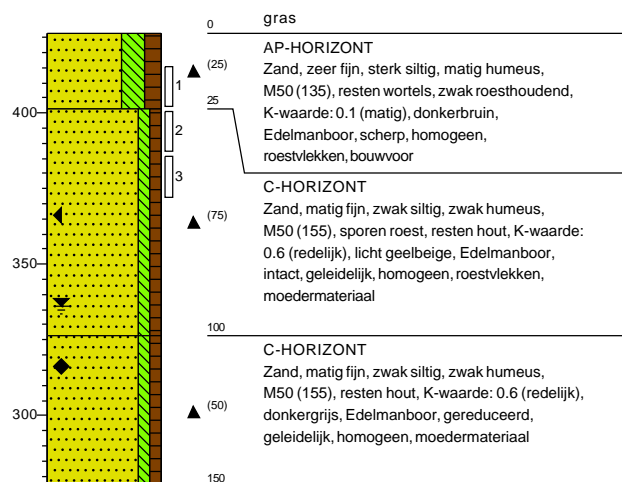 0
gras
AP-HORIZONT
Zand, zeer fijn, sterk siltig, matig humeus,
M50 (135), resten wortels, zwak roesthoudend,
K-waarde: 0.1 (matig), donkerbruin,
Edelmanboor, scherp, homogeen,
roestvlekken, bouwvoor
(25)
1
400
25
2
3
C-HORIZONT
Zand, matig fijn, zwak siltig, zwak humeus,
M50 (155), sporen roest, resten hout, K-waarde:
0.6 (redelijk), licht geelbeige, Edelmanboor,
intact, geleidelijk, homogeen, roestvlekken,
moedermateriaal
(75)
350
100
C-HORIZONT
Zand, matig fijn, zwak siltig, zwak humeus,
M50 (155), resten hout, K-waarde: 0.6 (redelijk),
donkergrijs, Edelmanboor, gereduceerd,
geleidelijk, homogeen, moedermateriaal
(50)
300
150